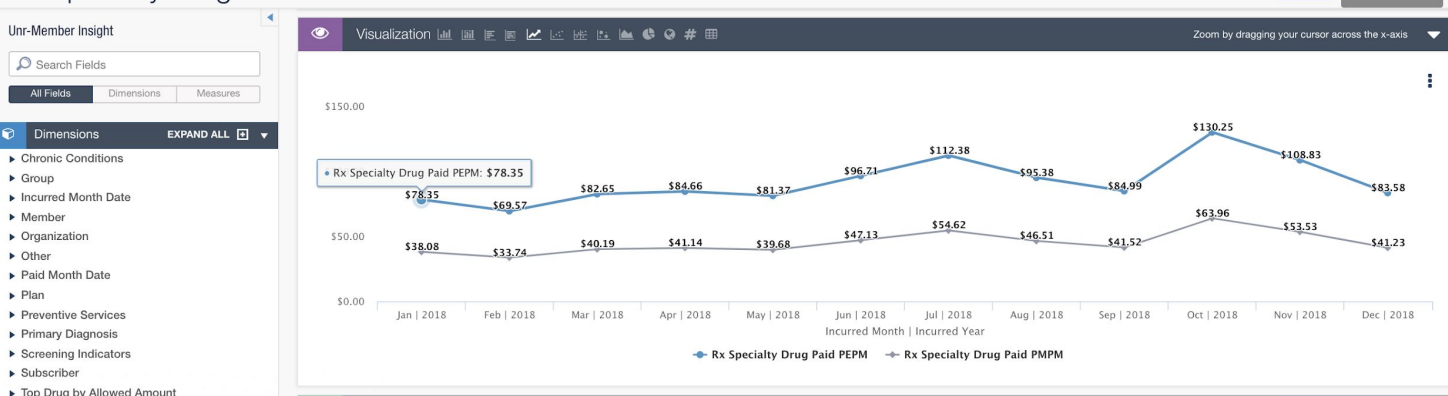 Unr-Member Insight
Search Fields
All Fields Dimensions Measures
Dimensions EXPAND ALL
Chronic Conditions
Group
Incurred Month Date
Member
Organization
Other
Paid Month Date
Plan
Preventive Services
Primary Diagnosis
Screening Indicators
Subscriber
Top Drug by Allowed Amount
Visualization Zoom by dragging your cursor across the x-axis
$150.00
$130.25
$112.38
$108.83
Rx Specialty Drug Paid PEPM: $78.35
$96.71 $95.38
$78.35 $69.57 $82.65 $84.66 $81.37 $84.99 $83.58
$50.00
$38.08 $33.74 $40.19 $41.14 $39.68 $47.13 $54.62 $46.51 $41.52 $63.96 $53.53 $41.23
$0.00
Jan | 2018 Feb | 2018 Mar | 2018 Apr | 2018 May | 2018 Jun | 2018 Jul | 2018 Aug | 2018 Sep | 2018 Oct | 2018 Nov | 2018 Dec | 2018
Incurred Month | Incurred Year
Rx Specialty Drug Paid PEPM Rx Specialty Drug Paid PMPM